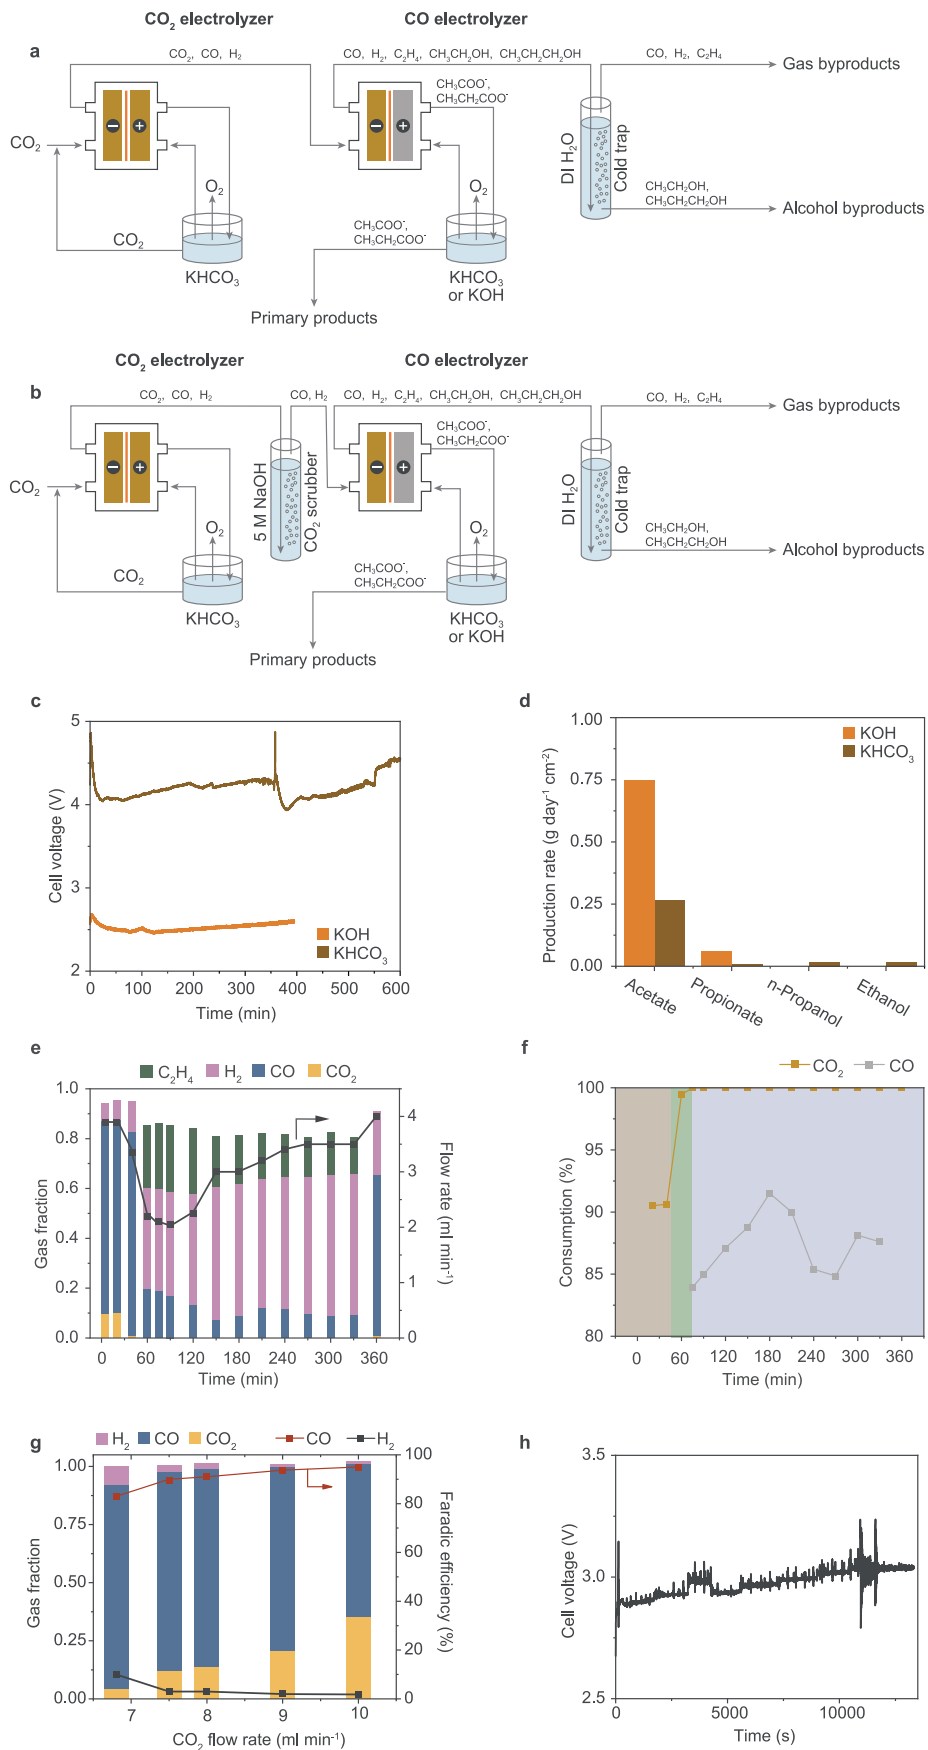 CO2 electrolyzer
CO electrolyzer
a
CO2, CO, H2
CO, H2, C2H4, CH3CH2OH, CH3CH2CH2OH
CO, H2, C2H4
Gas byproducts
CH3COO-,
CH3CH2COO-
CO2
DI H2O
Cold trap
O2
O2
CH3CH2OH,
CH3CH2CH2OH
Alcohol byproducts
CO2
CH3COO-,
CH3CH2COO-
KHCO3
KHCO3
or KOH
Primary products
CO2 electrolyzer
CO electrolyzer
b
CO2, CO, H2
CO, H2
CO, H2, C2H4, CH3CH2OH, CH3CH2CH2OH
CO, H2, C2H4
Gas byproducts
CH3COO-,
CH3CH2COO-
CO2
5 M NaOH
CO2 scrubber
DI H2O
Cold trap
O2
O2
CH3CH2OH,
CH3CH2CH2OH
Alcohol byproducts
CO2
CH3COO-,
CH3CH2COO-
KHCO3
KHCO3
or KOH
Primary products
c
5
4
3
2
Cell voltage (V)
KOH
KHCO3
0 100 200 300 400 500 600
Time (min)
d
1.00
0.75
0.50
0.25
0.00
Production rate (g day-1 cm-2)
KOH
KHCO3
Acetate
Propionate
n-Propanol
Ethanol
e
C2H4 H2 CO CO2
1.0
0.8
0.6
0.4
0.2
0.0
Gas fraction
4
3
2
1
0
Flow rate (ml min-1)
0 60 120 180 240 300 360
Time (min)
f
CO2 CO
100
95
90
85
80
Consumption (%)
0 60 120 180 240 300 360
Time (min)
g
H2 CO CO2 CO H2
1.00
0.75
0.50
0.25
0.00
Gas fraction
100
80
60
40
20
0
Faradic efficiency (%)
7 8 9 10
CO2 flow rate (ml min-1)
h
3.5
3.0
2.5
Cell voltage (V)
0 5000 10000
Time (s)